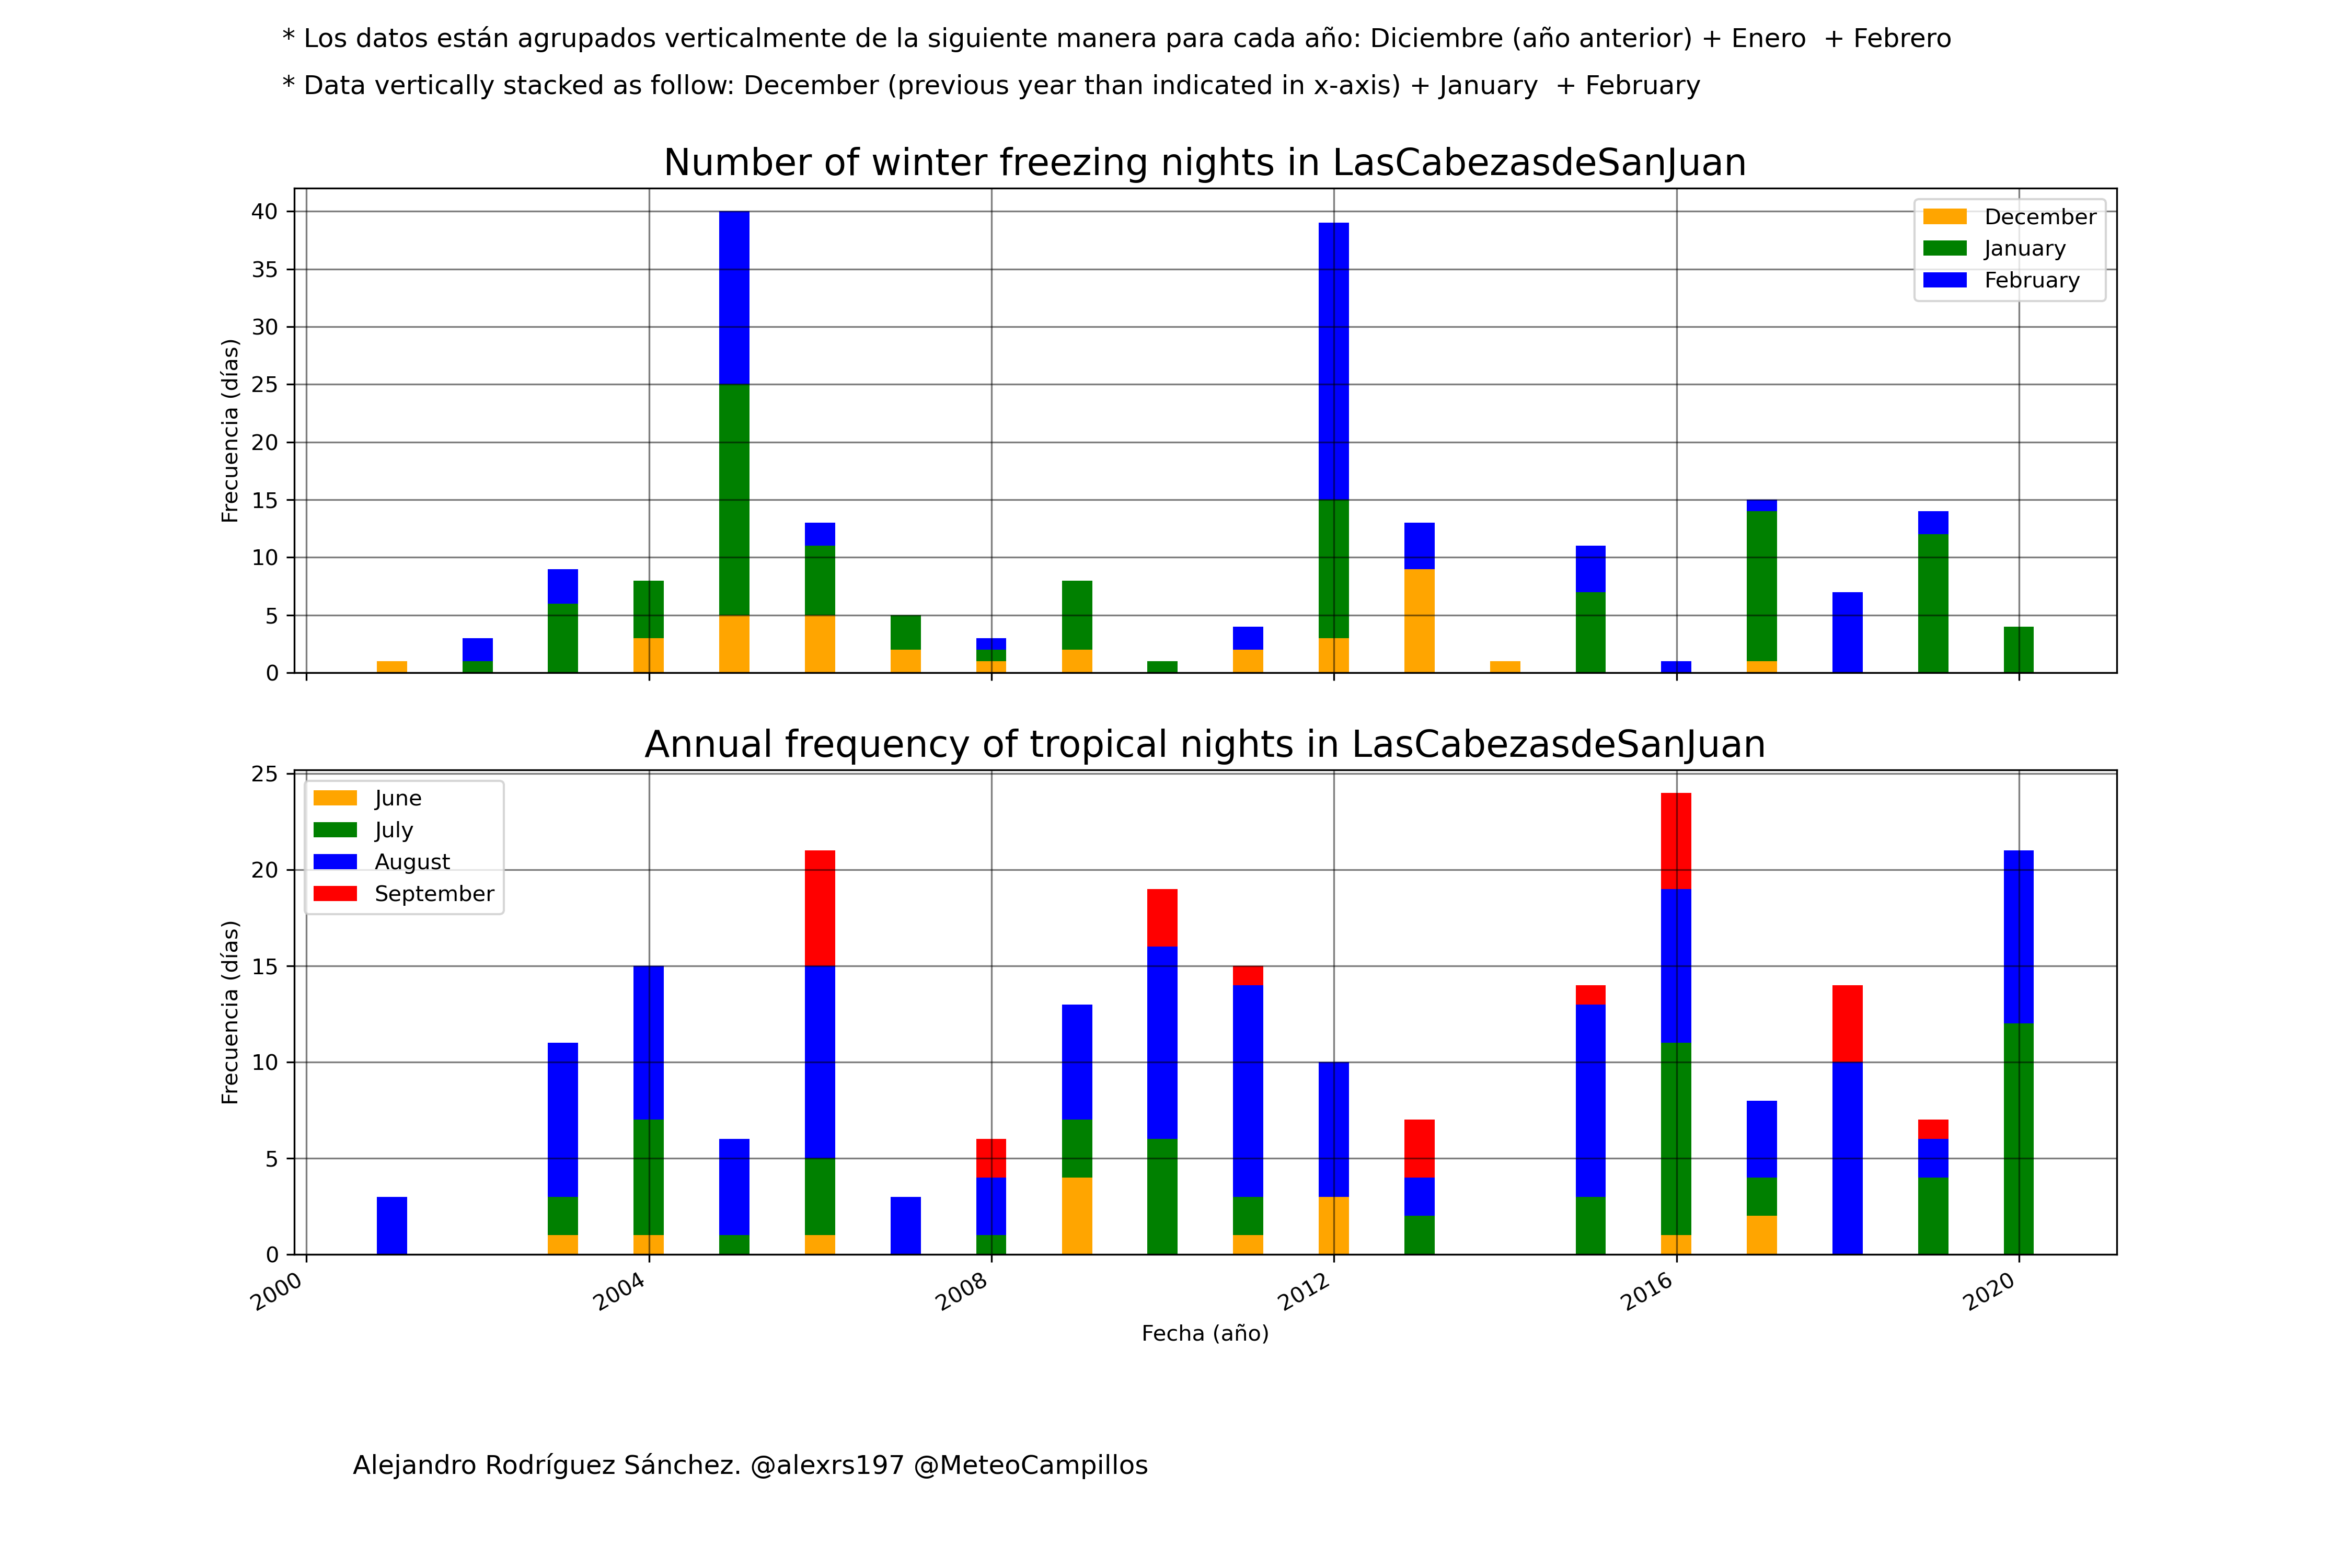 * Los datos están agrupados verticalmente de la siguiente manera para cada año: Diciembre (año anterior) + Enero  + Febrero
* Data vertically stacked as follow: December (previous year than indicated in x-axis) + January  + February
Number of winter freezing nights in LasCabezasdeSanJuan
Frecuencia (días)
40
35
30
25
20
15
10
5
0
December
January
February
Annual frequency of tropical nights in LasCabezasdeSanJuan
Frecuencia (días)
25
20
15
10
5
0
June
July
August
September
2000
2004
2008
2012
2016
2020
Fecha (año)
Alejandro Rodríguez Sánchez. @alexrs197 @MeteoCampillos